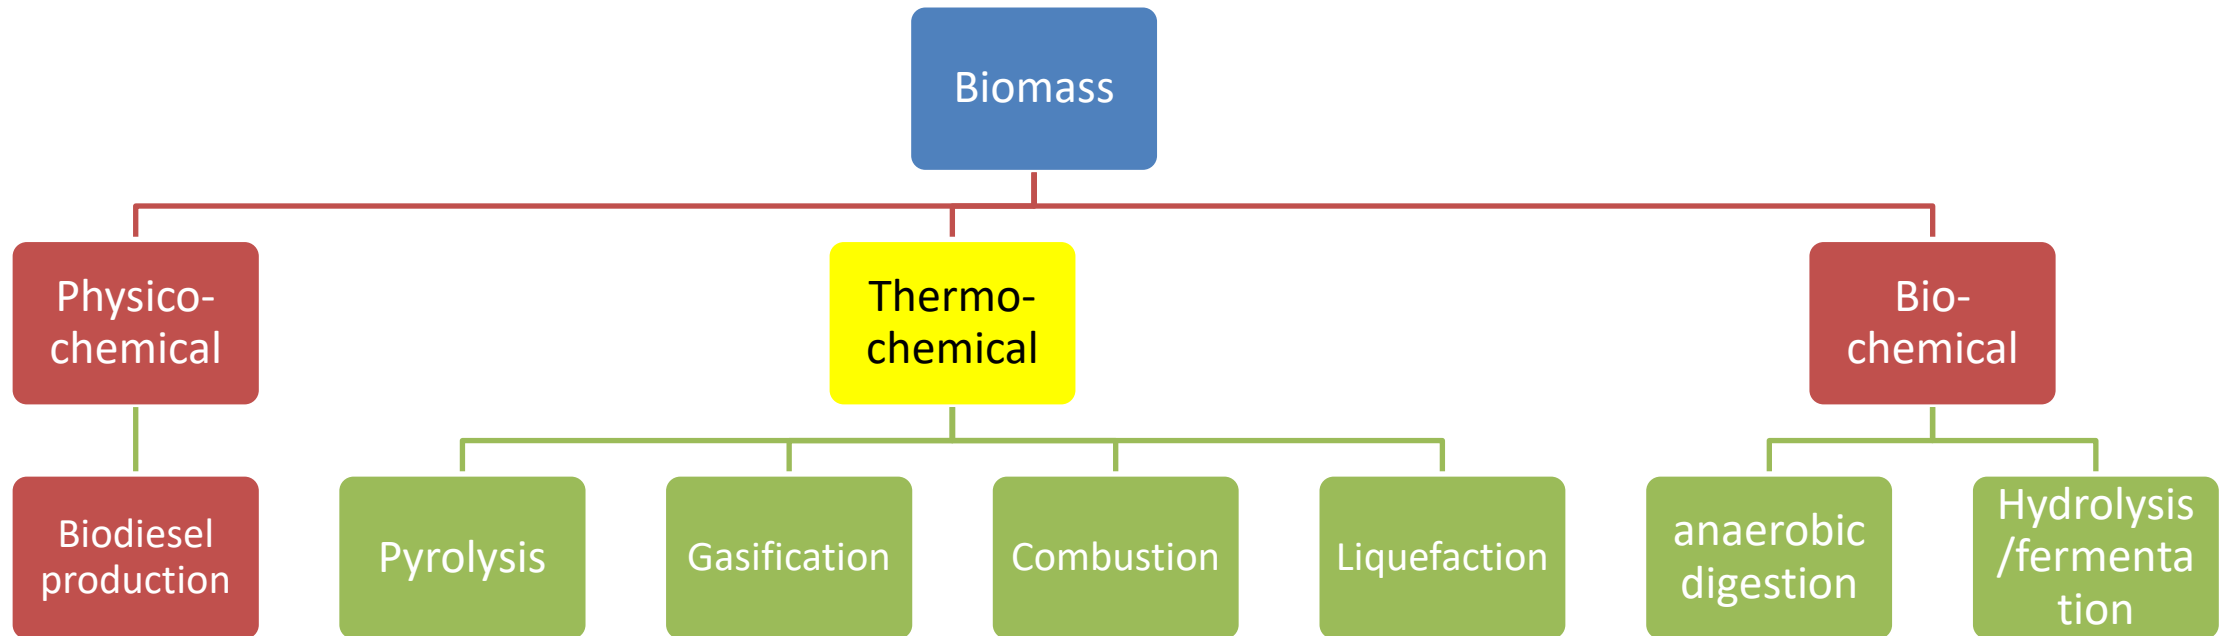 Biomass
Physico-
chemical
Thermo-
chemical
Bio-
chemical
Biodiesel
production
Pyrolysis
Gasification
Combustion
Liquefaction
anaerobic
digestion
Hydrolysis
/fermenta
tion